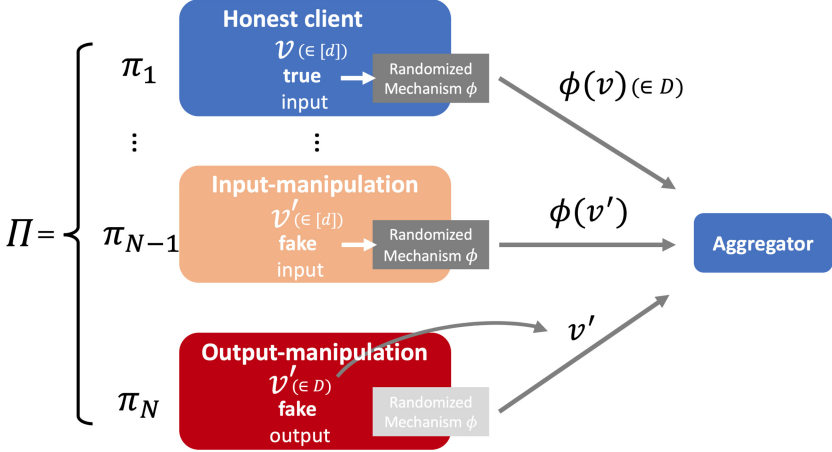 Honest client
π₁
v (∈ [d])
true
input
Randomized
Mechanism ϕ
ϕ(v) (∈ D)
⋮
⋮
Π =
Input-manipulation
π_{N−1}
v′(∈ [d])
fake
input
Randomized
Mechanism ϕ
ϕ(v′)
Aggregator
Output-manipulation
π_N
v′(∈ D)
fake
output
Randomized
Mechanism ϕ
v′